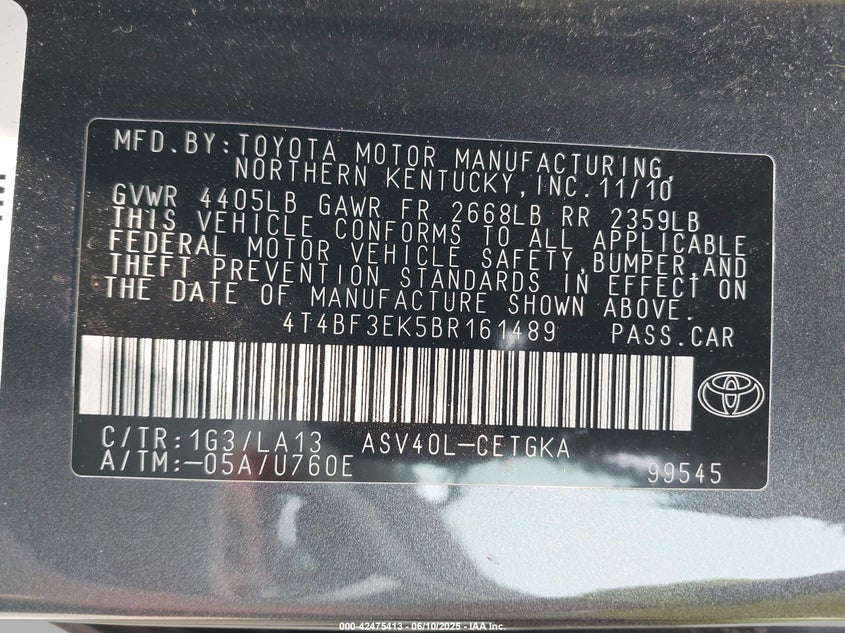 MFD.BY:TOYOTA MOTOR MANUFACTURING,
NORTHERN KENTUCKY,INC.11/10
GVWR 4405LB GAWR FR 2668LB RR 2359LB
THIS VEHICLE CONFORMS TO ALL APPLICABLE
FEDERAL MOTOR VEHICLE SAFETY,BUMPER,AND
THEFT PREVENTION STANDARDS IN EFFECT ON
THE DATE OF MANUFACTURE SHOWN ABOVE.
4T4BF3EK5BR161489 PASS.CAR
C/TR:1G3/LA13 ASV40L-CETGKA
A/TM:-05A/U760E 99545
000-42475413 - 06/10/2025 - IAA Inc.